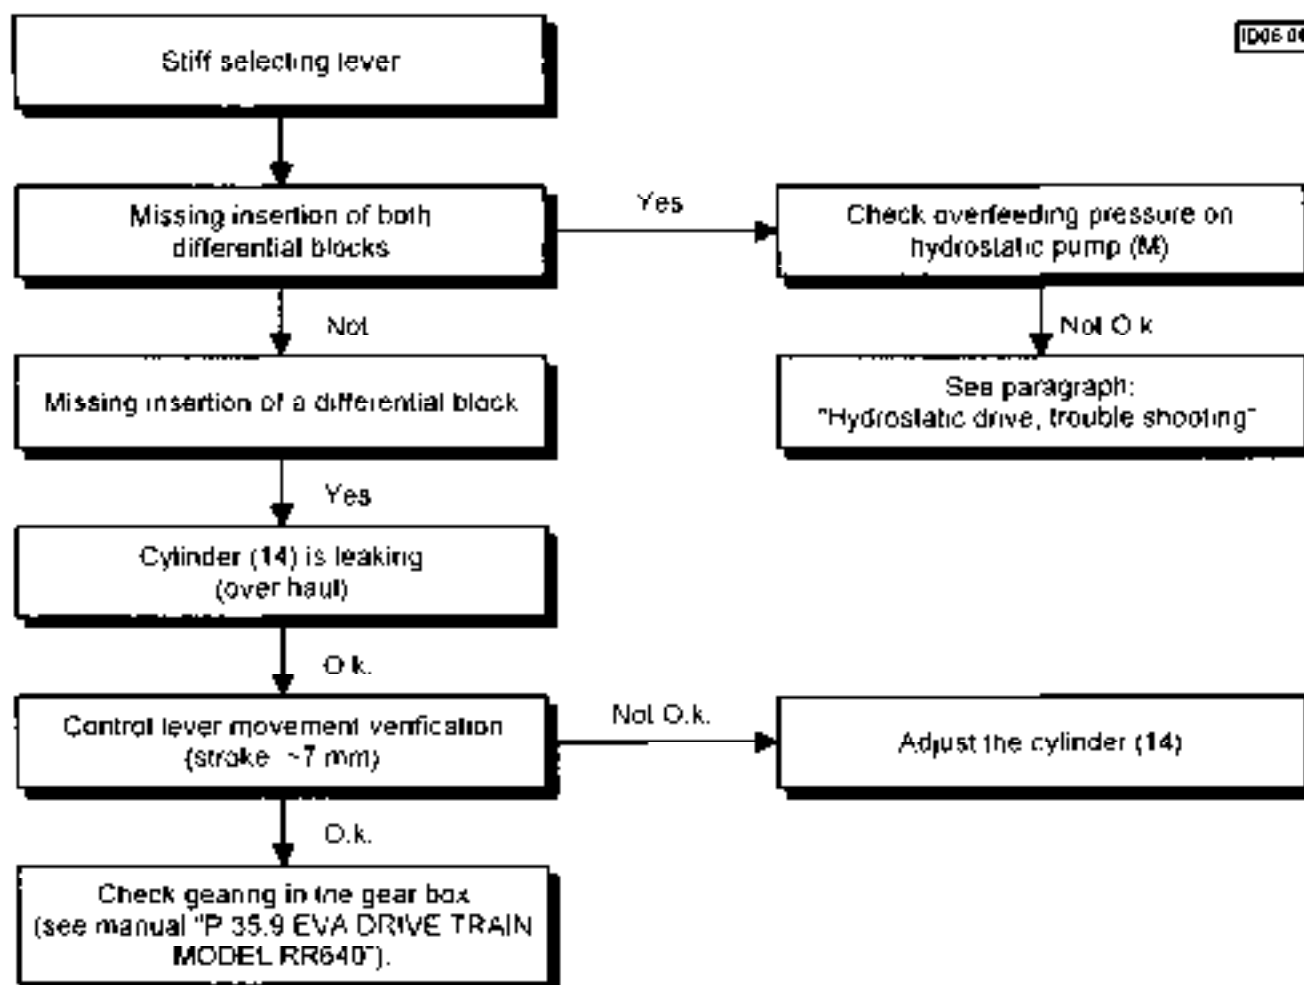 Stiff selecting lever
Missing insertion of both
differential blocks
Yes
Check overfeeding pressure on
hydrostatic pump (M)
Not
Not O k
Missing insertion of a differential block
See paragraph:
"Hydrostatic drive, trouble shooting"
Yes
Cylinder (14) is leaking
(over haul)
O k.
Control lever movement verification
(stroke ~7 mm)
Not O.k.
Adjust the cylinder (14)
O.k.
Check gearing in the gear box
(see manual "P 35.9 EVA DRIVE TRAIN
MODEL RR640").